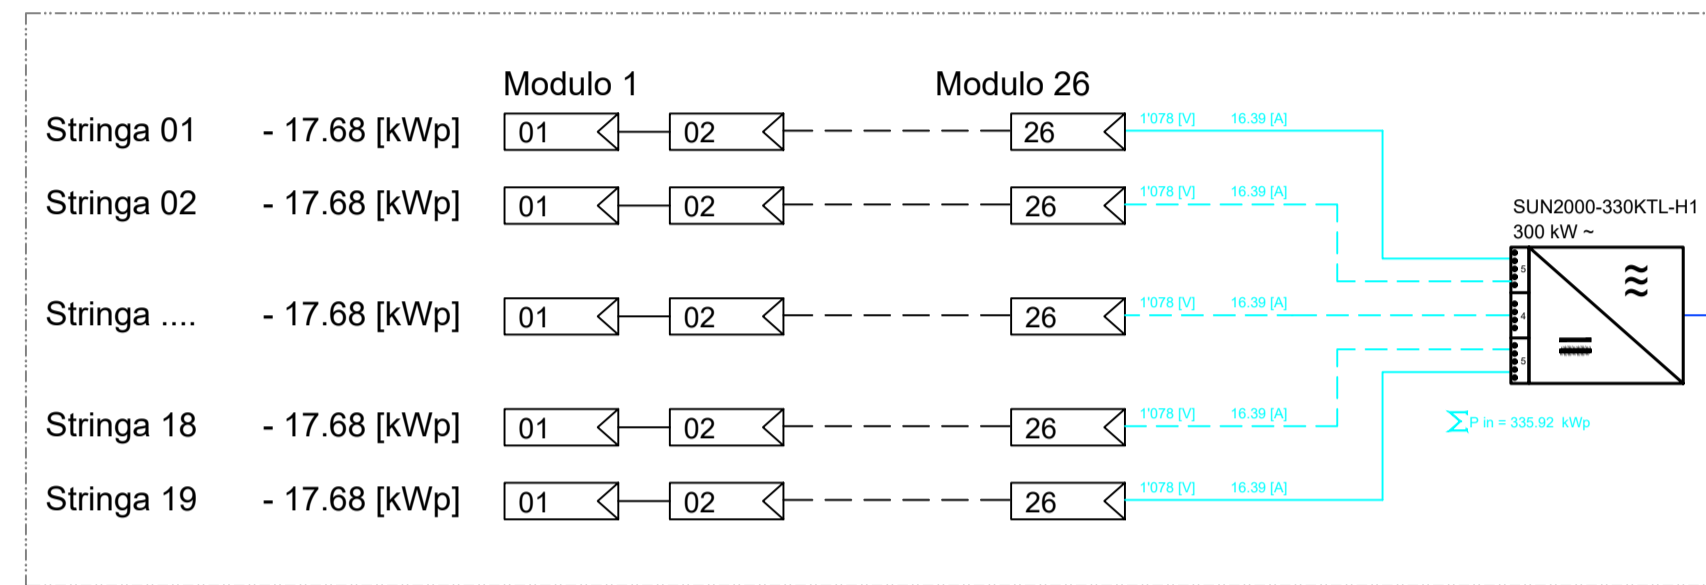 Modulo 1 Modulo 26
Stringa 01 - 17.68 [kWp] 01 02 26 1'078 [V] 16.39 [A]
Stringa 02 - 17.68 [kWp] 01 02 26 1'078 [V] 16.39 [A]
SUN2000-330KTL-H1
300 kW ~
5
Stringa .... - 17.68 [kWp] 01 02 26 1'078 [V] 16.39 [A]
4
5
Stringa 18 - 17.68 [kWp] 01 02 26 1'078 [V] 16.39 [A]
∑P in = 335.92 kWp
Stringa 19 - 17.68 [kWp] 01 02 26 1'078 [V] 16.39 [A]